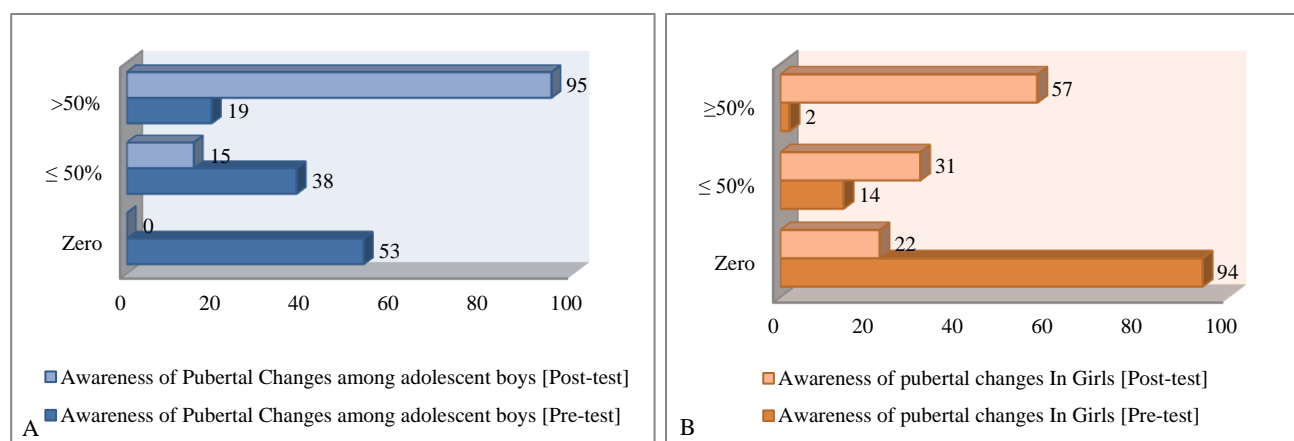 >50%
95
19
≤ 50%
15
38
Zero
0
53
0 20 40 60 80 100
Awareness of Pubertal Changes among adolescent boys [Post-test]
Awareness of Pubertal Changes among adolescent boys [Pre-test]
A
≥50%
57
2
≤ 50%
31
14
Zero
22
94
0 20 40 60 80 100
Awareness of pubertal changes In Girls [Post-test]
Awareness of pubertal changes In Girls [Pre-test]
B